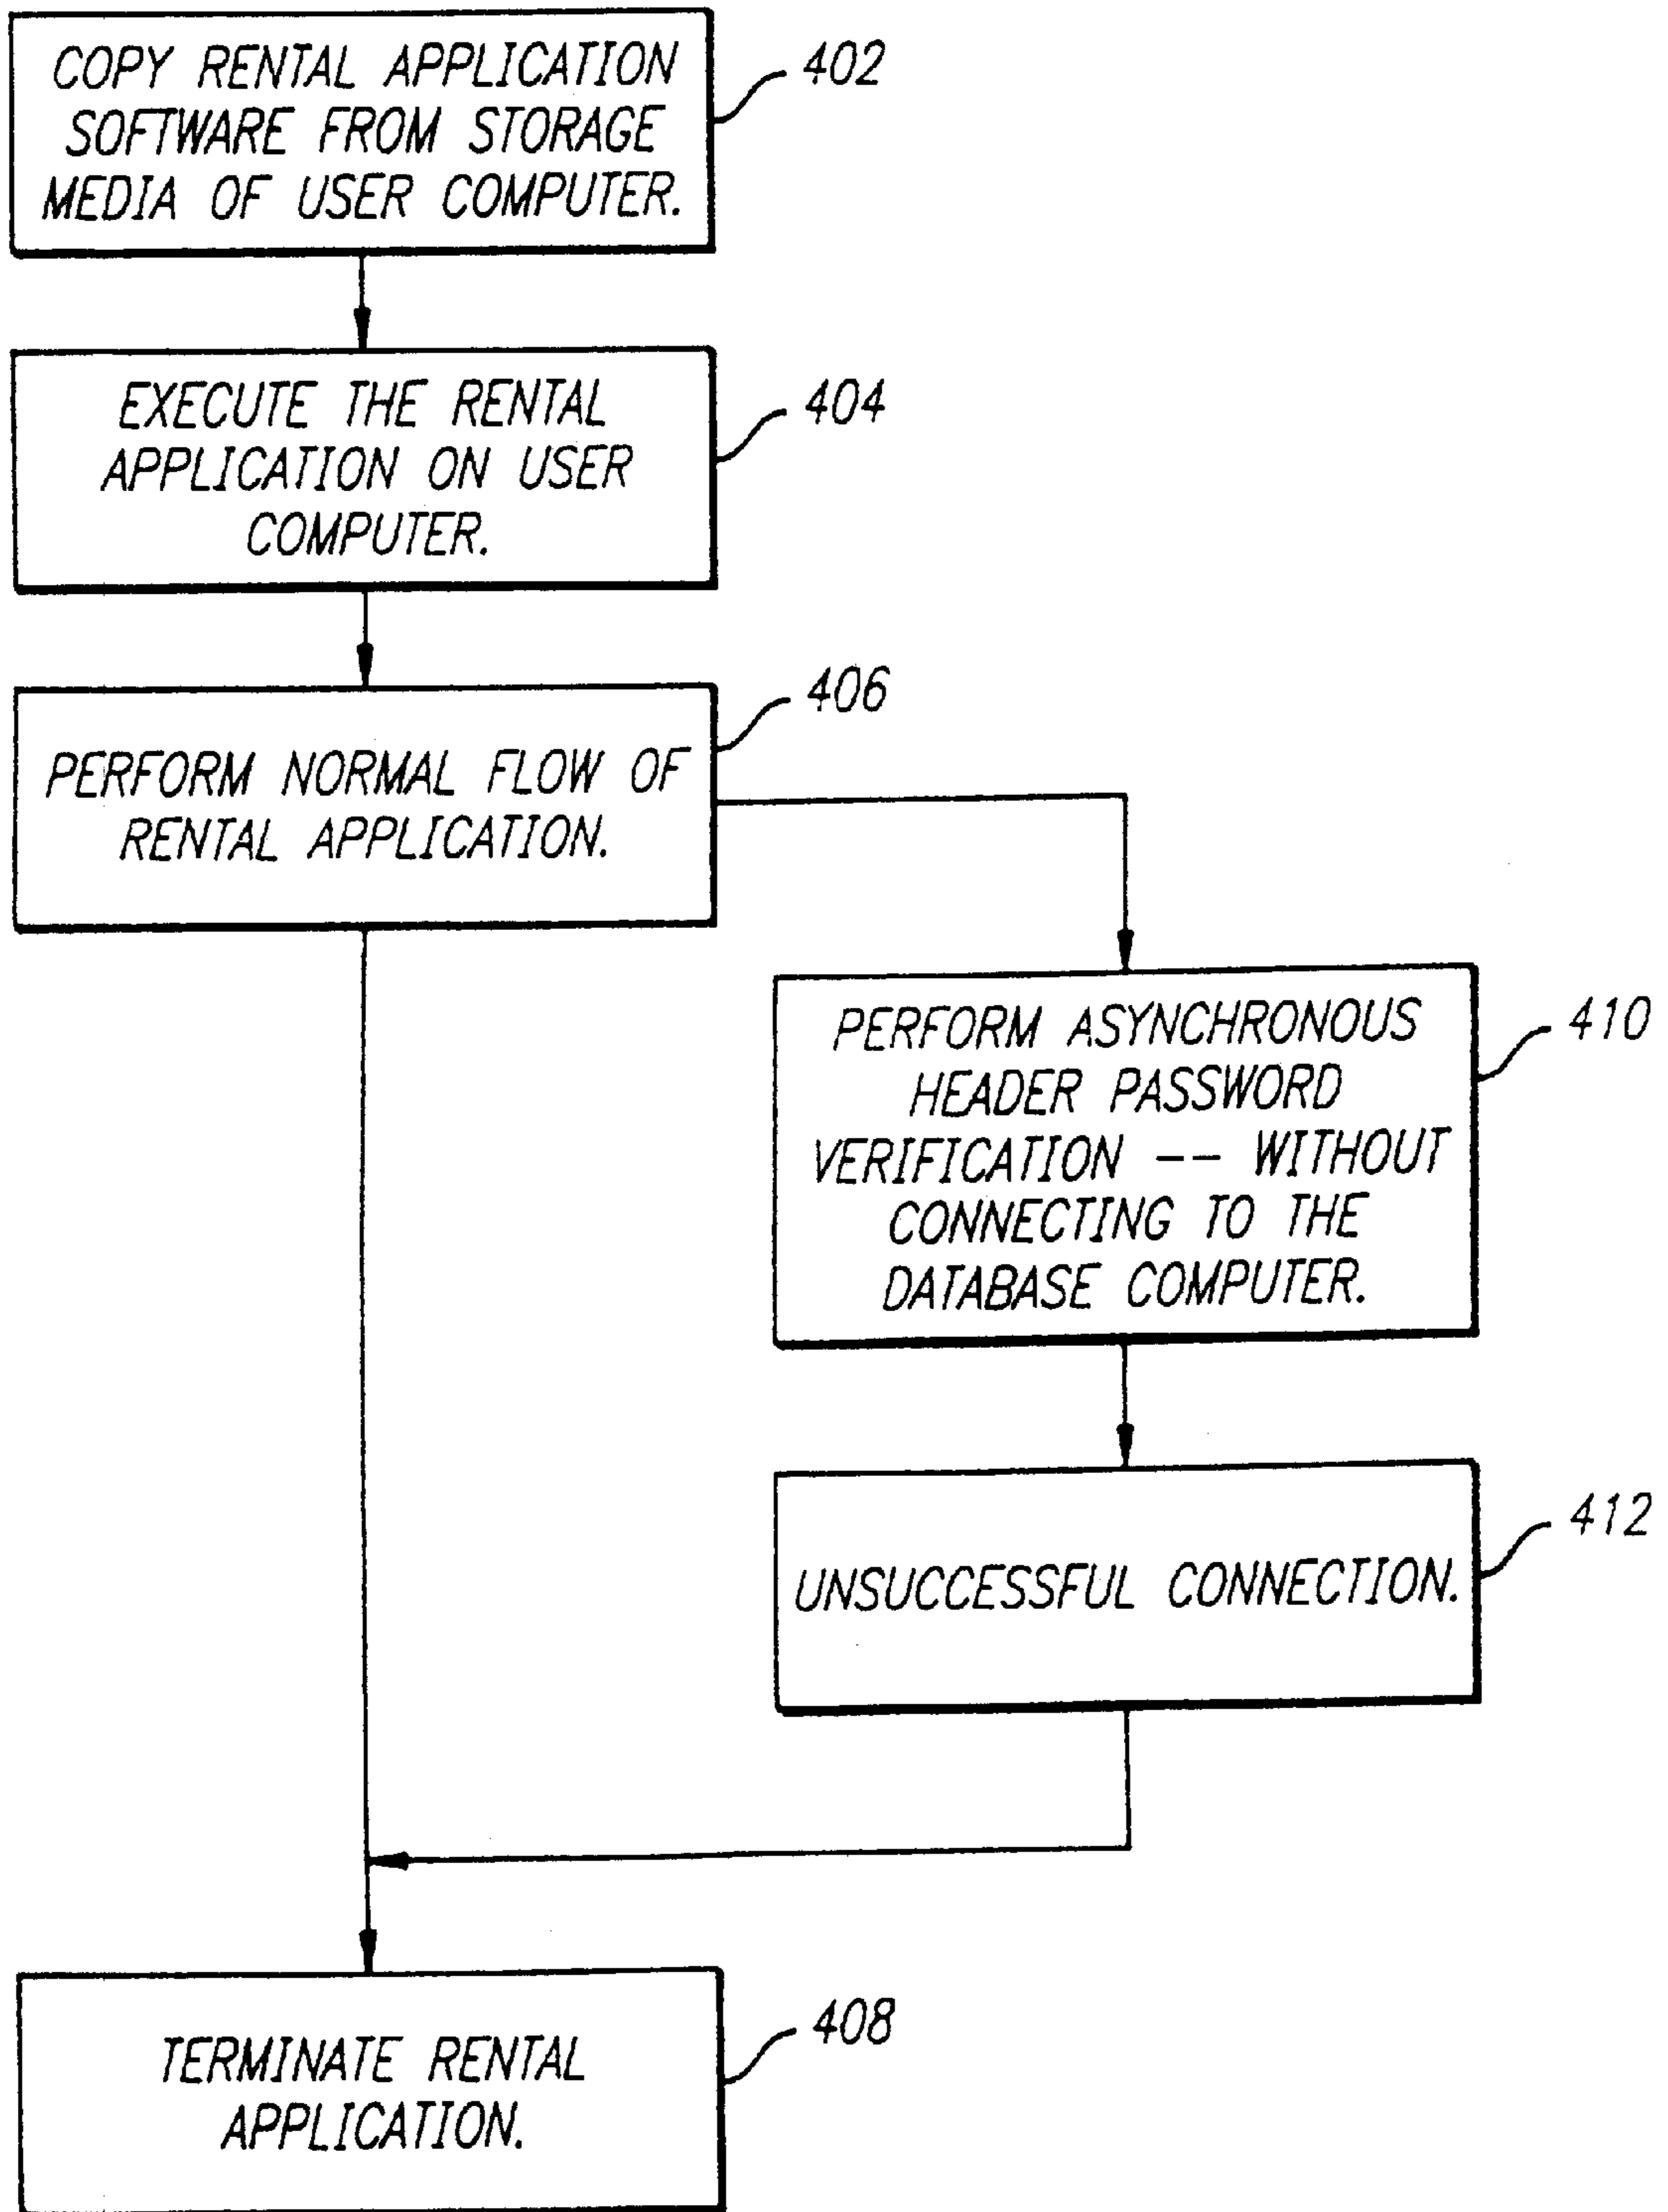 COPY RENTAL APPLICATION
SOFTWARE FROM STORAGE
MEDIA OF USER COMPUTER.
402
EXECUTE THE RENTAL
APPLICATION ON USER
COMPUTER.
404
PERFORM NORMAL FLOW OF
RENTAL APPLICATION.
406
PERFORM ASYNCHRONOUS
HEADER PASSWORD
VERIFICATION -- WITHOUT
CONNECTING TO THE
DATABASE COMPUTER.
410
UNSUCCESSFUL CONNECTION.
412
TERMINATE RENTAL
APPLICATION.
408